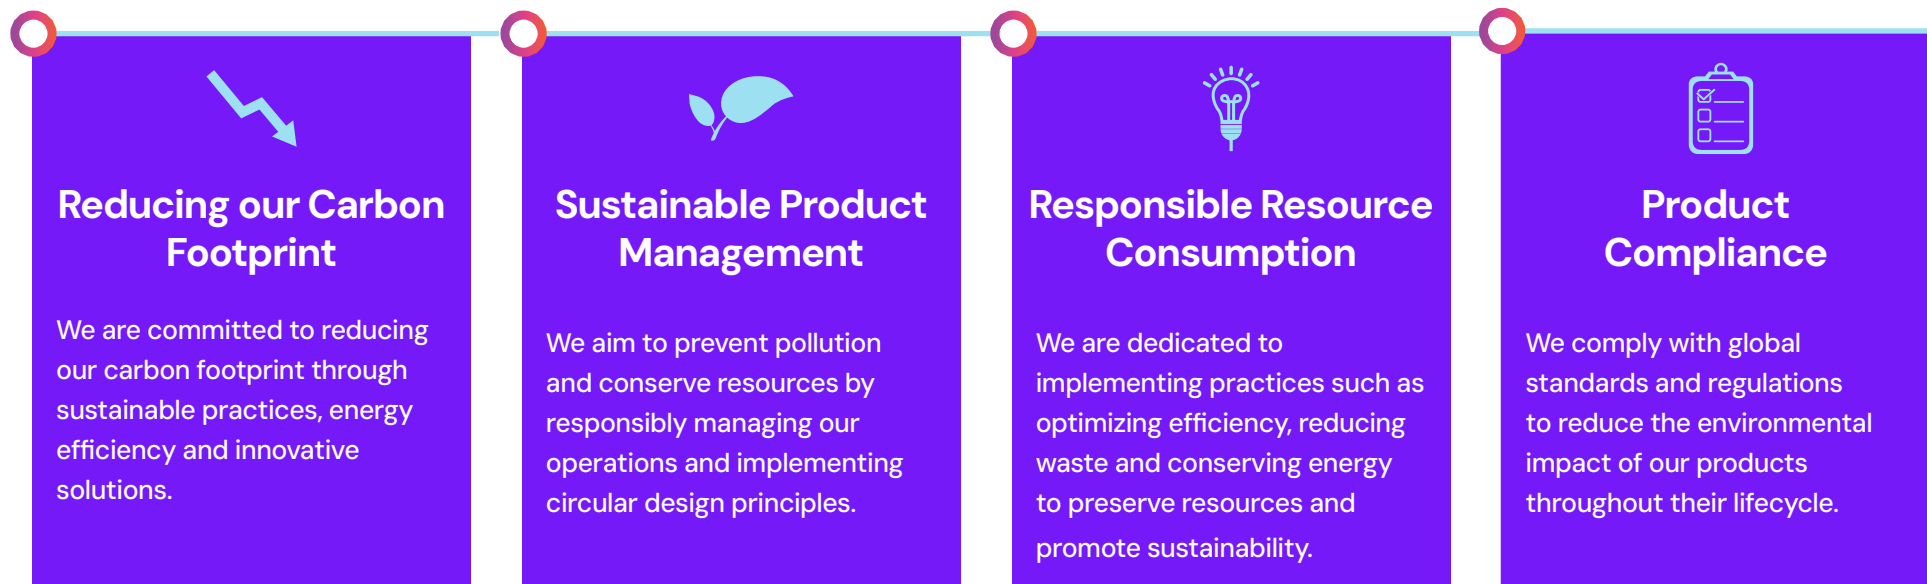 Reducing our Carbon
Footprint
We are committed to reducing
our carbon footprint through
sustainable practices, energy
efficiency and innovative
solutions.
Sustainable Product
Management
We aim to prevent pollution
and conserve resources by
responsibly managing our
operations and implementing
circular design principles.
Responsible Resource
Consumption
We are dedicated to
implementing practices such as
optimizing efficiency, reducing
waste and conserving energy
to preserve resources and
promote sustainability.
Product
Compliance
We comply with global
standards and regulations
to reduce the environmental
impact of our products
throughout their lifecycle.